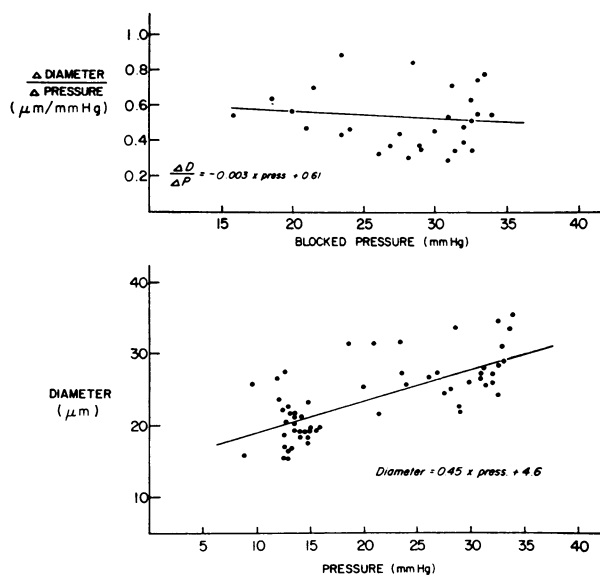 1.0
0.8
Δ DIAMETER
Δ PRESSURE
(μm/mmHg)
0.6
0.4
0.2
ΔD
ΔP
= -0.003 x press + 0.61
15 20 25 30 35 40
BLOCKED PRESSURE (mmHg)
40
30
DIAMETER
(μm)
20
10
Diameter = 0.45 x press. + 4.6
5 10 15 20 25 30 35 40
PRESSURE (mmHg)